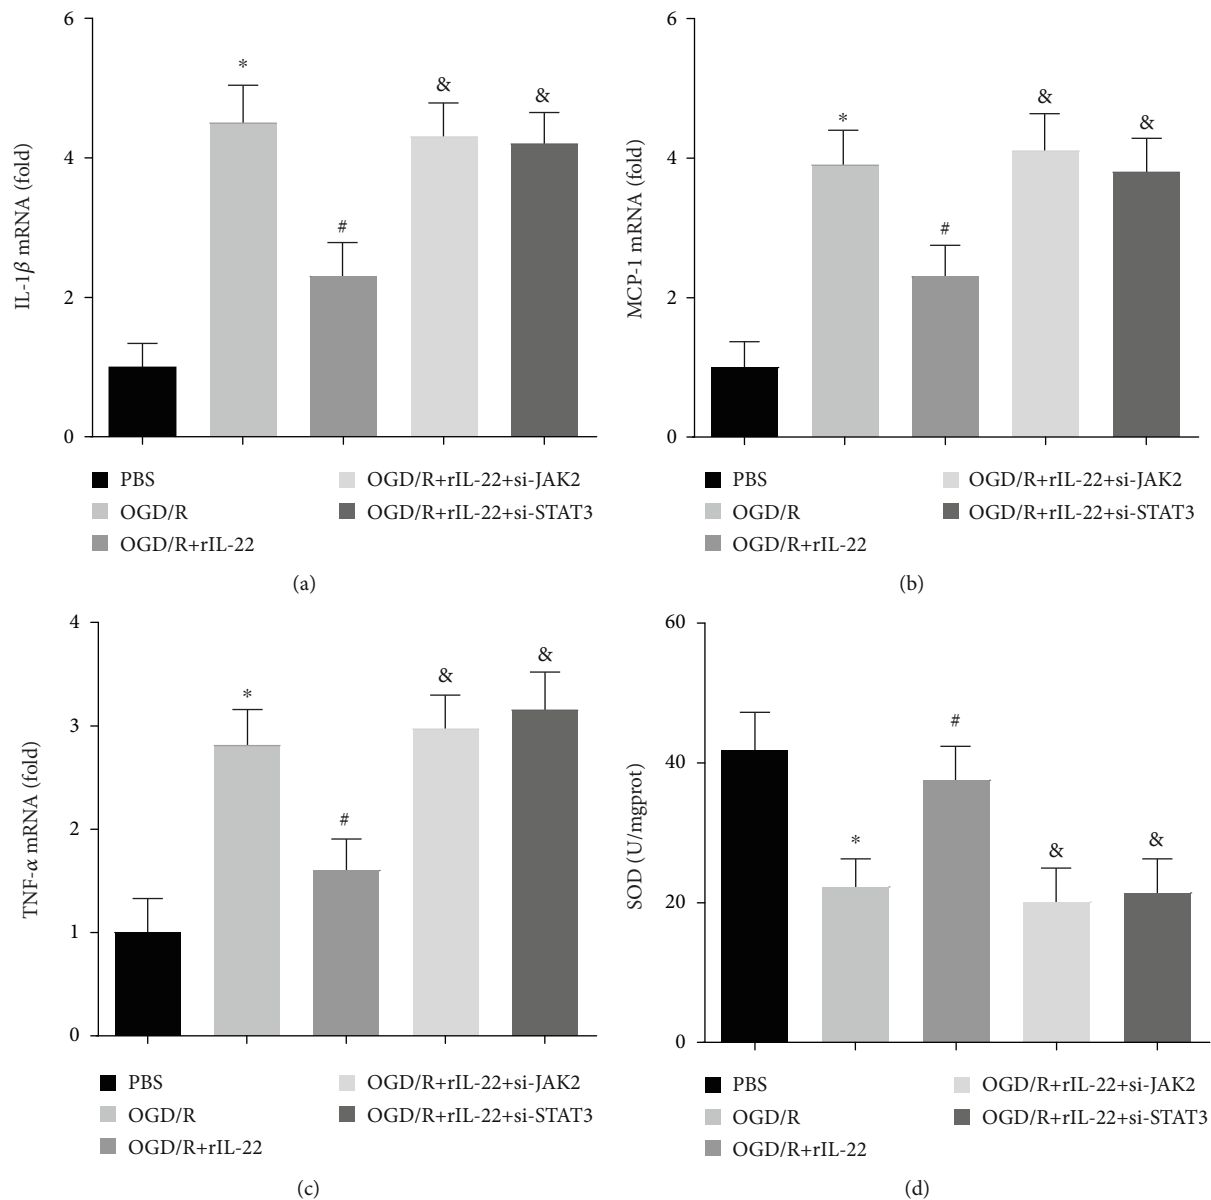 6
4
2
0
IL-1β mRNA (fold)
*
#
&
&
PBS
OGD/R
OGD/R+rIL-22
OGD/R+rIL-22+si-JAK2
OGD/R+rIL-22+si-STAT3
(a)
6
4
2
0
MCP-1 mRNA (fold)
*
#
&
&
PBS
OGD/R
OGD/R+rIL-22
OGD/R+rIL-22+si-JAK2
OGD/R+rIL-22+si-STAT3
(b)
4
3
2
1
0
TNF-α mRNA (fold)
*
#
&
&
PBS
OGD/R
OGD/R+rIL-22
OGD/R+rIL-22+si-JAK2
OGD/R+rIL-22+si-STAT3
(c)
60
40
20
0
SOD (U/mgprot)
*
#
&
&
PBS
OGD/R
OGD/R+rIL-22
OGD/R+rIL-22+si-JAK2
OGD/R+rIL-22+si-STAT3
(d)